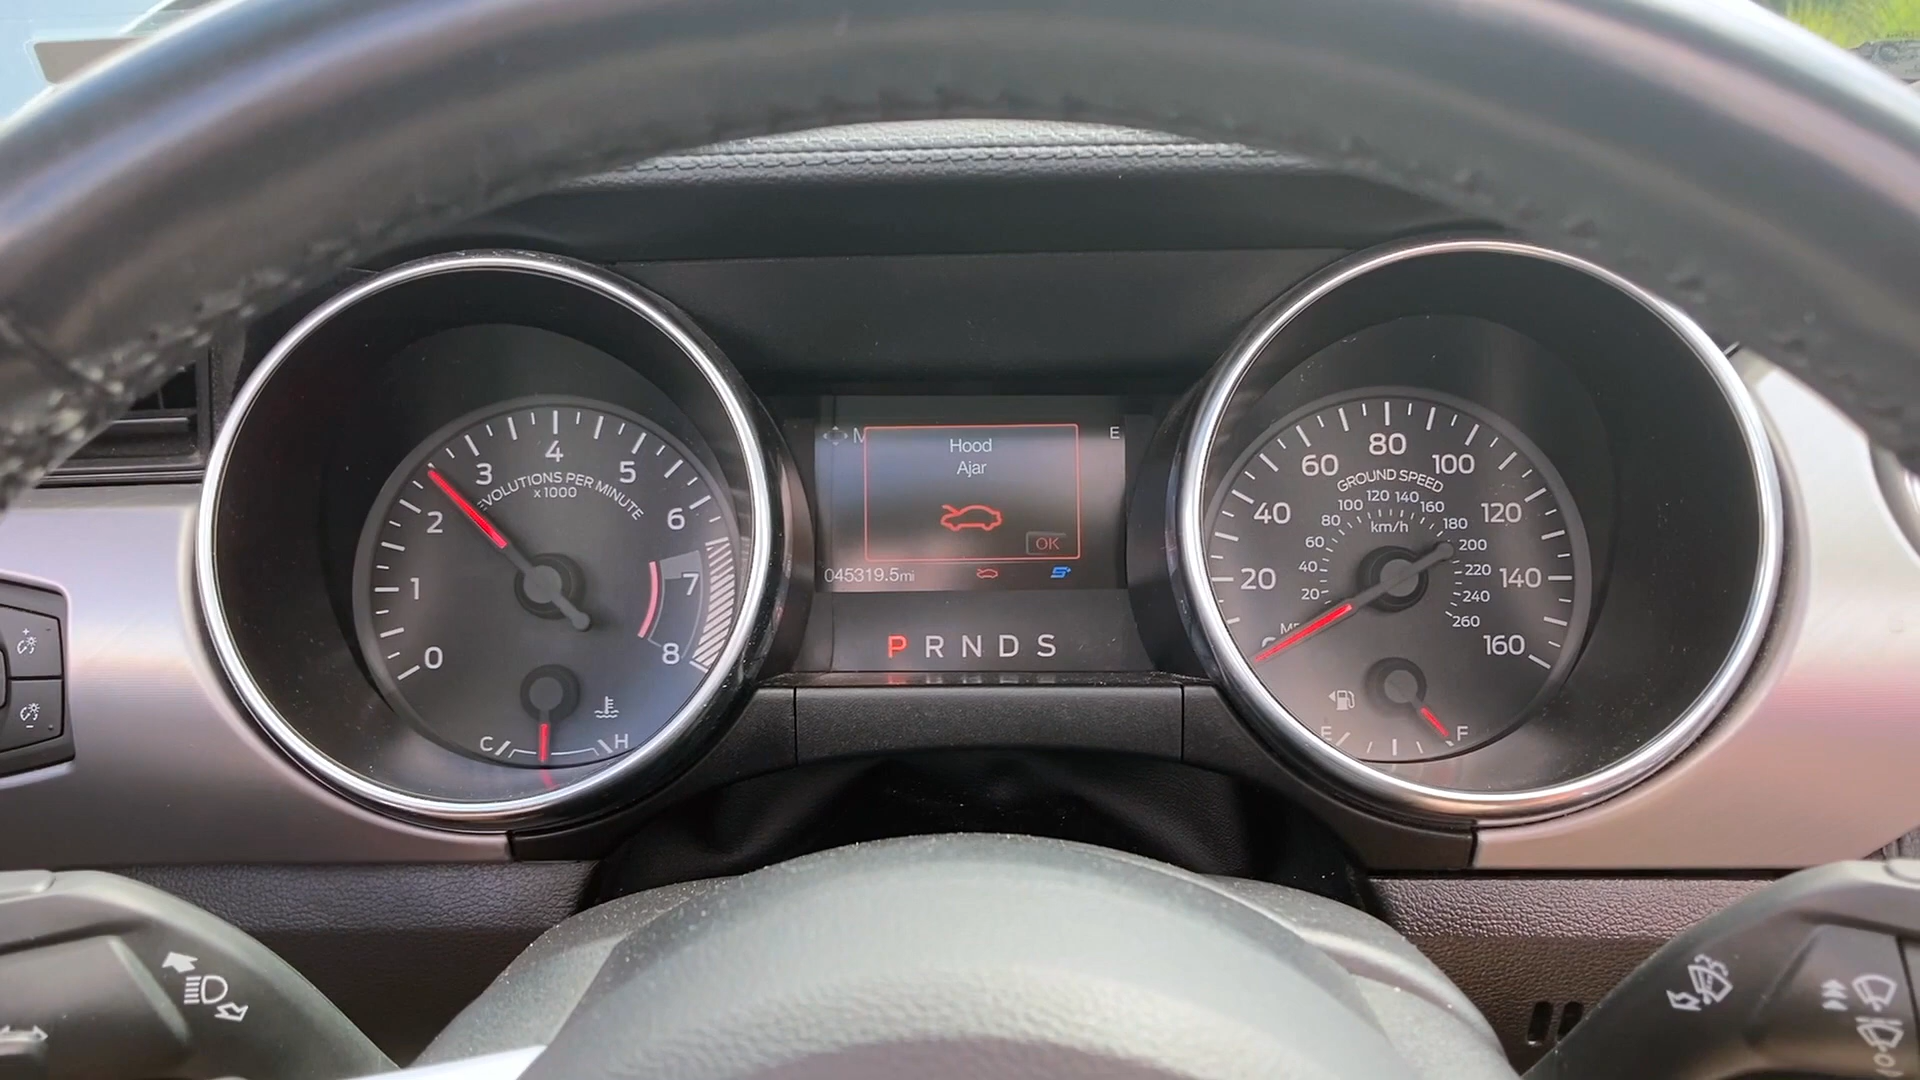 0
1
2
3
4
5
6
7
8
EVOLUTIONS PER MINUTE
x 1000
C
H
Hood
Ajar
OK
E
M
045319.5mi
P R N D S
20
40
60
80
100
120
140
160
GROUND SPEED
20
40
60
80
100
120
140
160
180
200
220
240
260
km/h
E
F